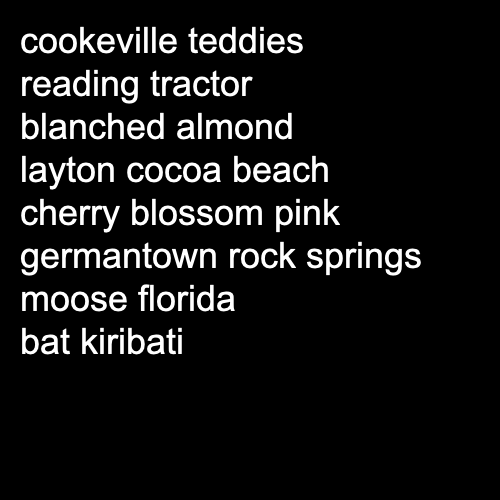 cookeville teddies
reading tractor
blanched almond
layton cocoa beach
cherry blossom pink
germantown rock springs
moose florida
bat kiribati